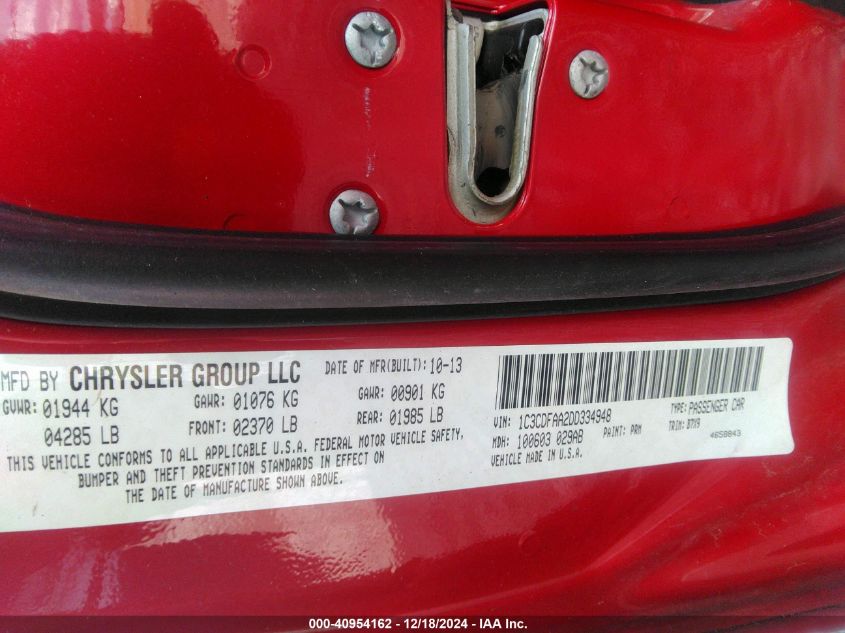 MFD BY CHRYSLER GROUP LLC DATE OF MFR(BUILT): 10-13
GVWR: 01944 KG GAWR: 01076 KG GAWR: 00901 KG
04285 LB FRONT: 02370 LB REAR: 01985 LB
THIS VEHICLE CONFORMS TO ALL APPLICABLE U.S.A. FEDERAL MOTOR VEHICLE SAFETY,
BUMPER AND THEFT PREVENTION STANDARDS IN EFFECT ON
THE DATE OF MANUFACTURE SHOWN ABOVE.
VIN: 1C3CDFAA2DD334948 TYPE: PASSENGER CAR
MDH: 100603 029AB PAINT: PRM TRIM: B7X9
VEHICLE MADE IN U.S.A. 4658843
000-40954162 - 12/18/2024 - IAA Inc.